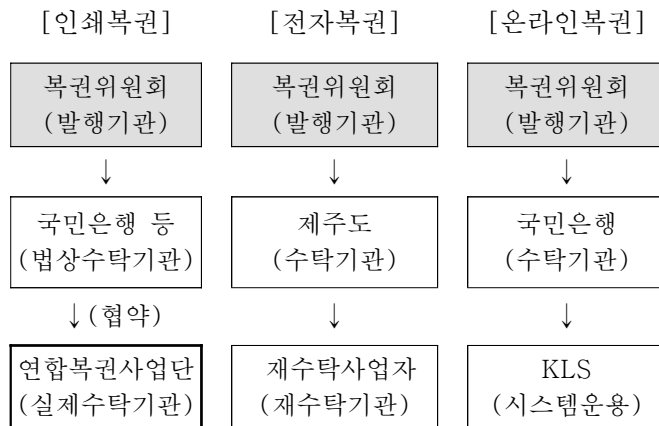 [인쇄복권] [전자복권] [온라인복권]
복권위원회 복권위원회 복권위원회
(발행기관) (발행기관) (발행기관)
↓ ↓ ↓
국민은행 등 제주도 국민은행
(법상수탁기관) (수탁기관) (수탁기관)
↓(협약) ↓ ↓
연합복권사업단 재수탁사업자 KLS
(실제수탁기관) (재수탁기관) (시스템운용)